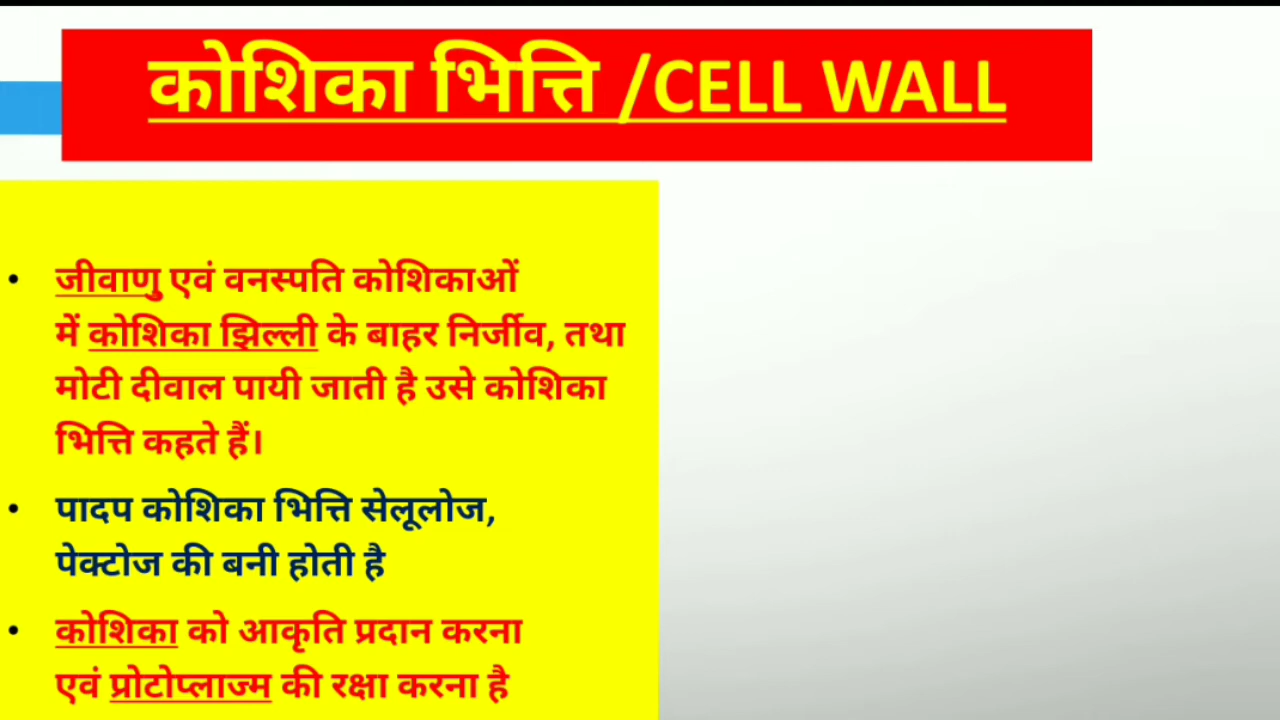 कोशिका भित्ति /CELL WALL
• जीवाणु एवं वनस्पति कोशिकाओं
में कोशिका झिल्ली के बाहर निर्जीव, तथा
मोटी दीवाल पायी जाती है उसे कोशिका
भित्ति कहते हैं।
• पादप कोशिका भित्ति सेलूलोज,
पेक्टोज की बनी होती है
• कोशिका को आकृति प्रदान करना
एवं प्रोटोप्लाज्म की रक्षा करना है